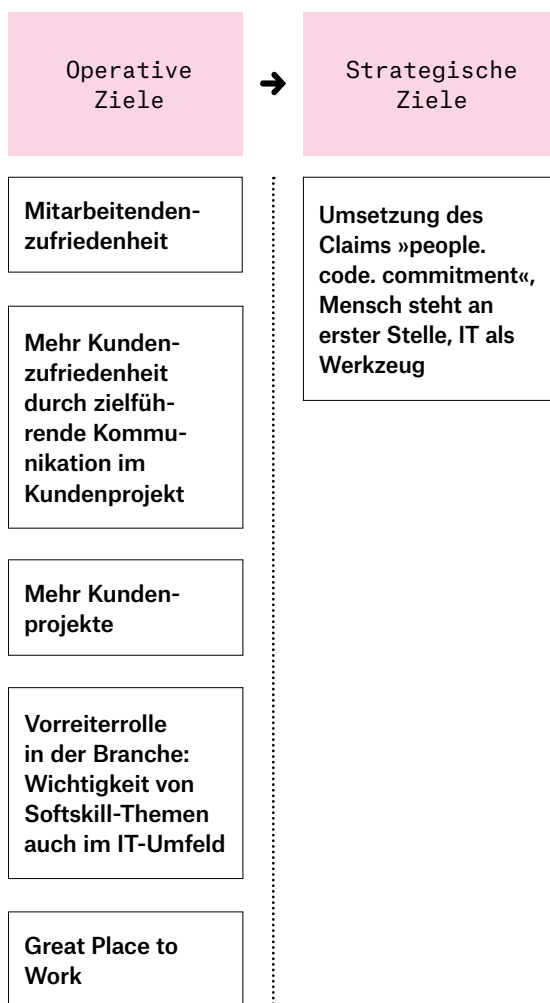 Operative
Ziele
➔
Strategische
Ziele
Mitarbeitenden-
zufriedenheit
Mehr Kunden-
zufriedenheit
durch zielfüh-
rende Kommu-
nikation im
Kundenprojekt
Mehr Kunden-
projekte
Vorreiterrolle
in der Branche:
Wichtigkeit von
Softskill-Themen
auch im IT-Umfeld
Great Place to
Work
Umsetzung des
Claims »people.
code. commitment«,
Mensch steht an
erster Stelle, IT als
Werkzeug